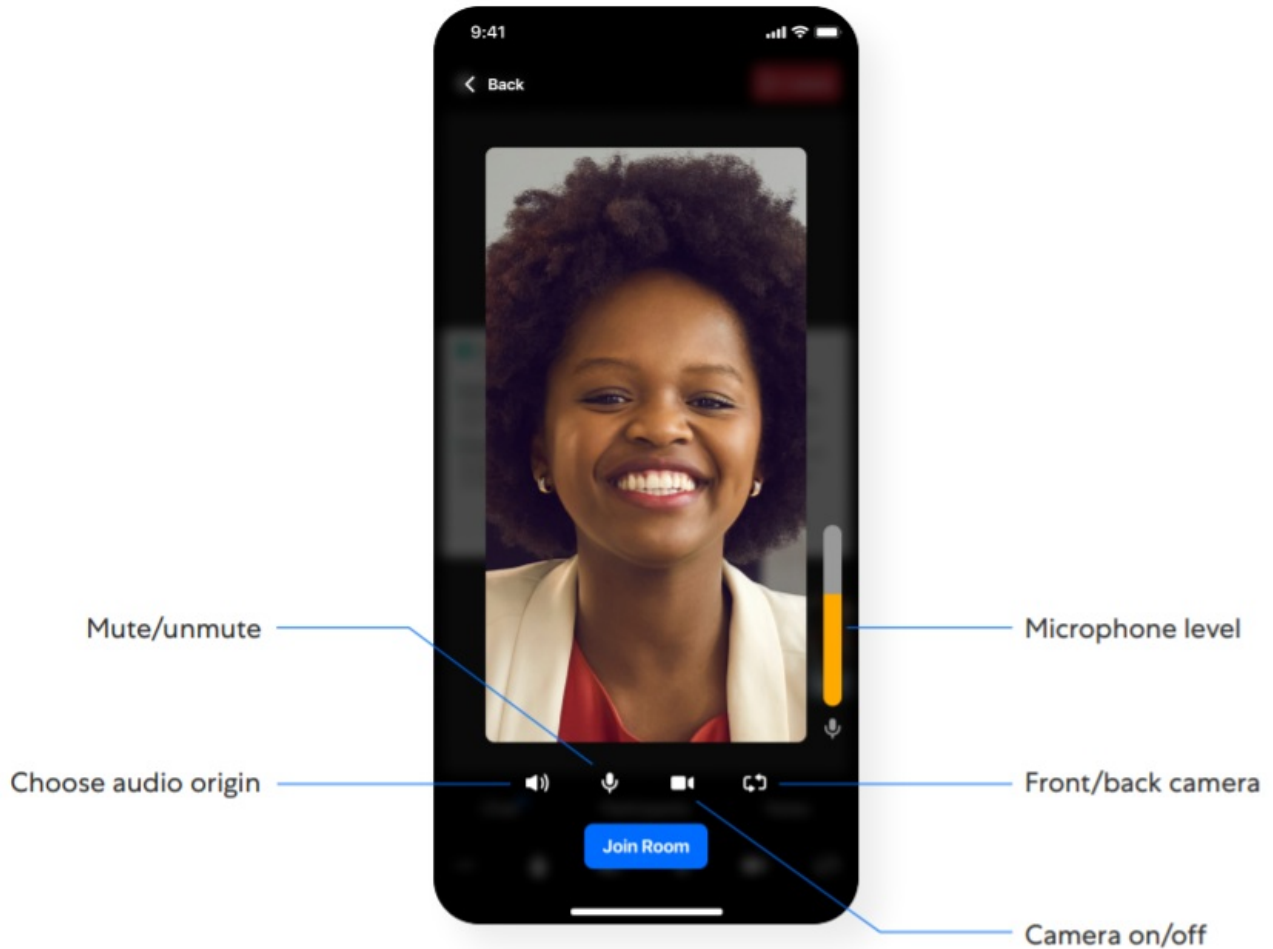 9:41
Back
Mute/unmute
Microphone level
Choose audio origin
Front/back camera
Join Room
Camera on/off